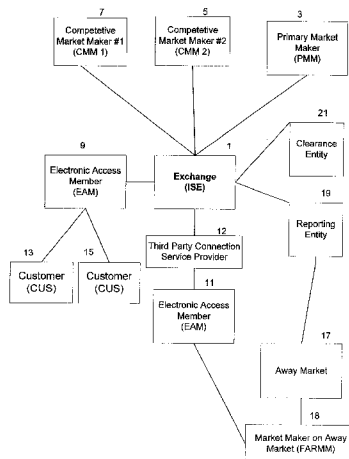 7
Competetive
Market Maker #1
(CMM 1)
5
Competetive
Market Maker #2
(CMM 2)
3
Primary Market
Maker
(PMM)
21
Clearance
Entity
9
Electronic Access
Member
(EAM)
1
Exchange
(ISE)
19
Reporting
Entity
13
Customer
(CUS)
15
Customer
(CUS)
12
Third Party Connection
Service Provider
11
Electronic Access
Member
(EAM)
17
Away Market
18
Market Maker on Away
Market (FARMM)